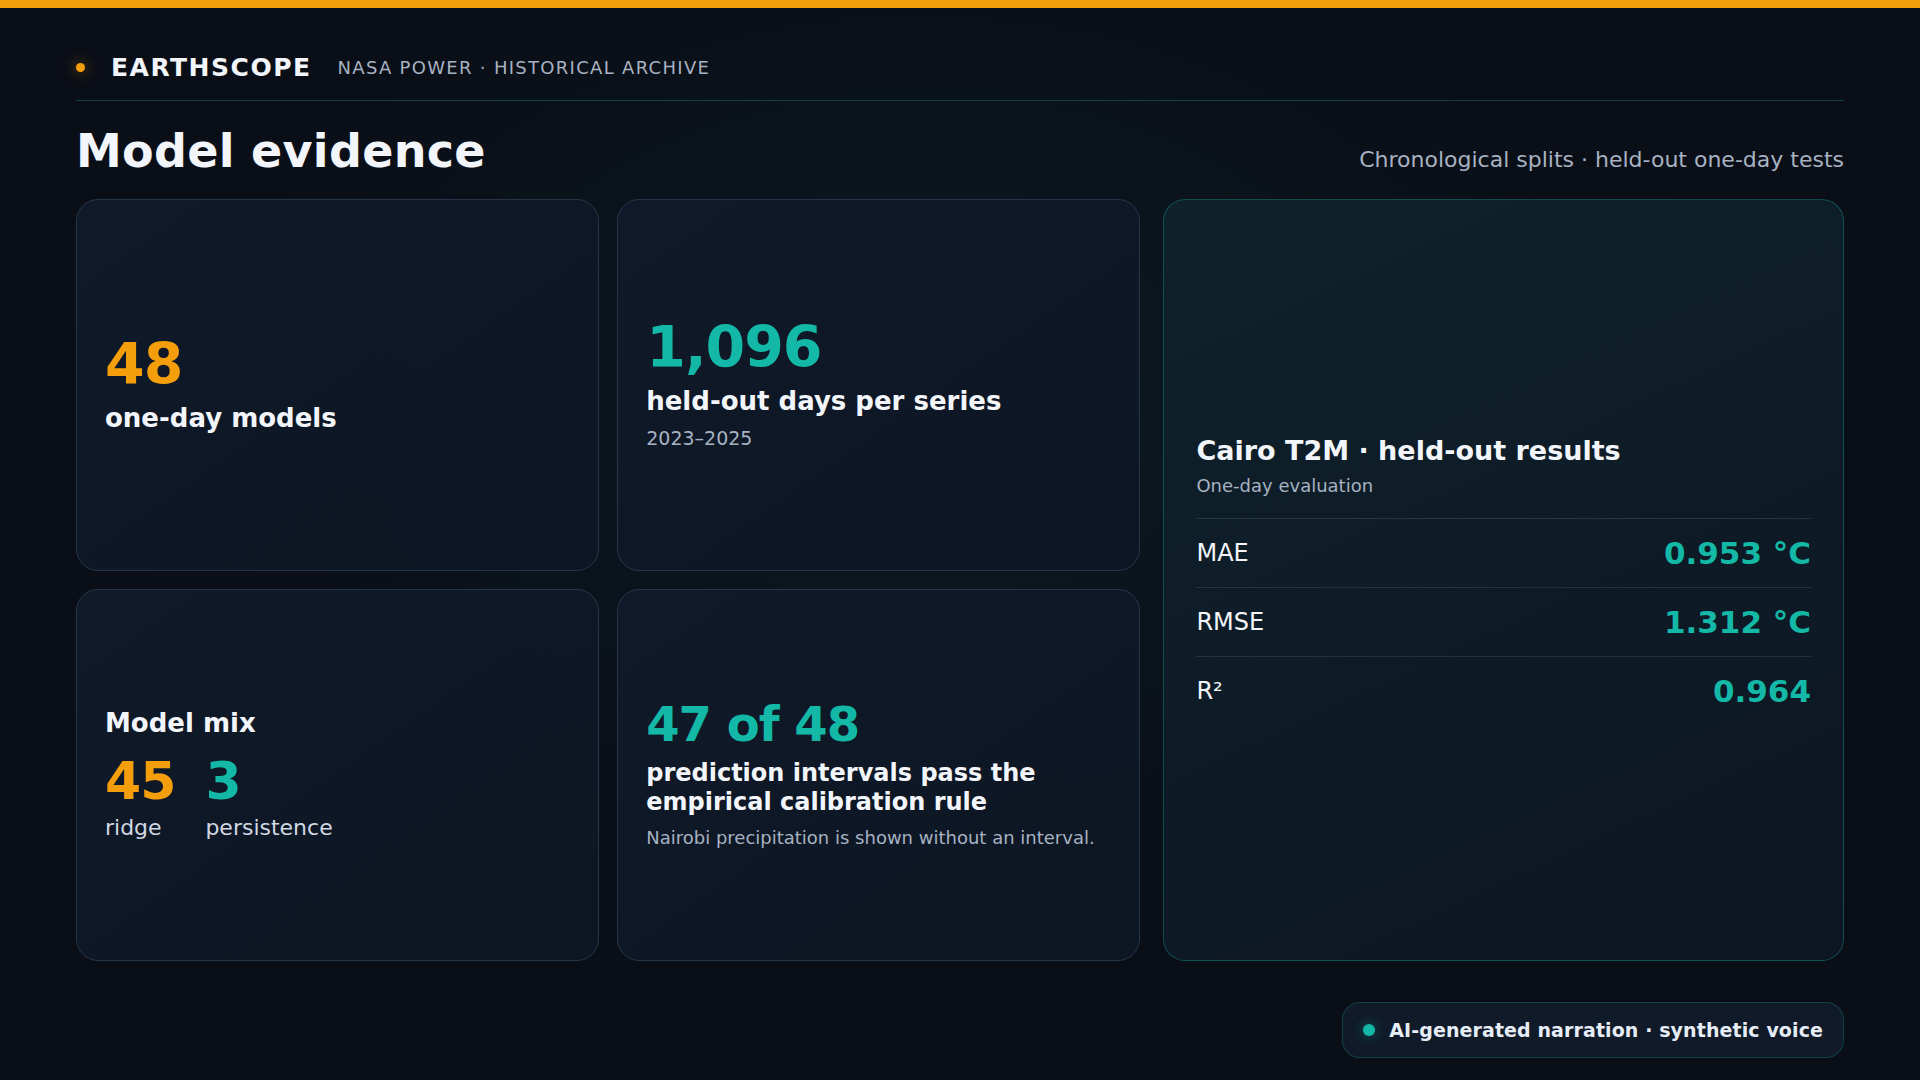 EARTHSCOPE NASA POWER · HISTORICAL ARCHIVE
Model evidence
Chronological splits · held-out one-day tests
48
one-day models
1,096
held-out days per series
2023–2025
Model mix
45 3
ridge persistence
47 of 48
prediction intervals pass the
empirical calibration rule
Nairobi precipitation is shown without an interval.
Cairo T2M · held-out results
One-day evaluation
MAE 0.953 °C
RMSE 1.312 °C
R² 0.964
AI-generated narration · synthetic voice